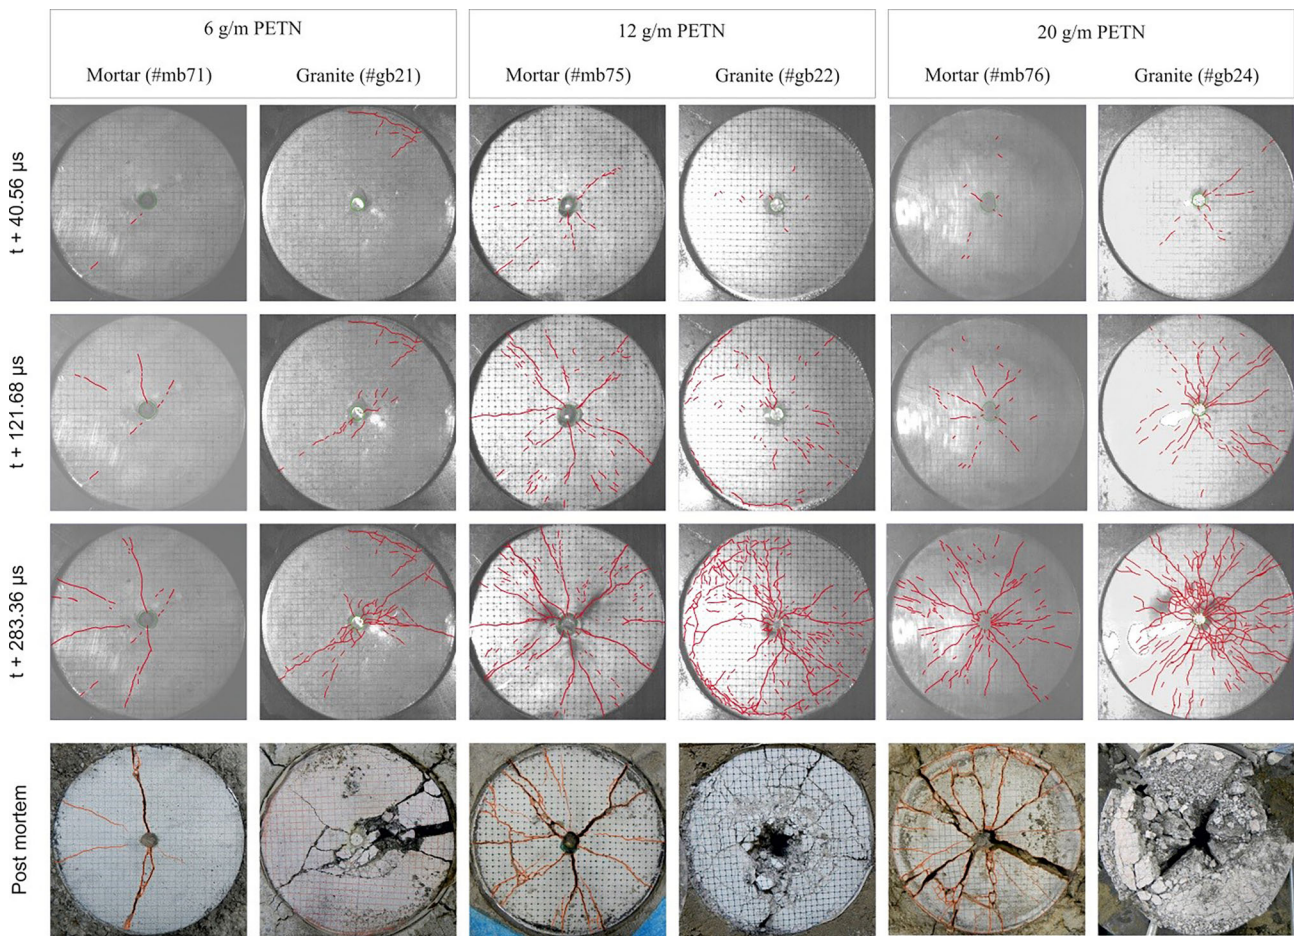 6 g/m PETN
12 g/m PETN
20 g/m PETN
Mortar (#mb71)
Granite (#gb21)
Mortar (#mb75)
Granite (#gb22)
Mortar (#mb76)
Granite (#gb24)
t + 40.56 µs
t + 121.68 µs
t + 283.36 µs
Post mortem